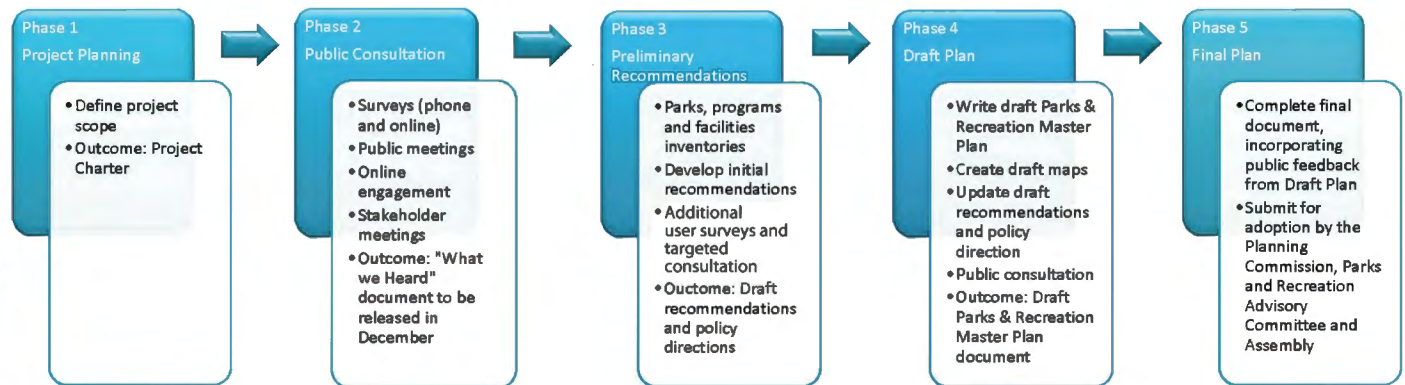 Phase 1
Project Planning
• Define project
scope
• Outcome: Project
Charter
Phase 2
Public Consultation
• Surveys (phone
and online)
• Public meetings
• Online
engagement
• Stakeholder
meetings
• Outcome: "What
we Heard"
document to be
released in
December
Phase 3
Preliminary
Recommendations
• Parks, programs
and facilities
inventories
• Develop initial
recommendations
• Additional
user surveys and
targeted
consultation
• Ouctome: Draft
recommendations
and policy
directions
Phase 4
Draft Plan
• Write draft Parks &
Recreation Master
Plan
• Create draft maps
• Update draft
recommendations
and policy
direction
• Public consultation
• Outcome: Draft
Parks & Recreation
Master Plan
document
Phase 5
Final Plan
• Complete final
document,
incorporating
public feedback
from Draft Plan
• Submit for
adoption by the
Planning
Commission, Parks
and Recreation
Advisory
Committee and
Assembly